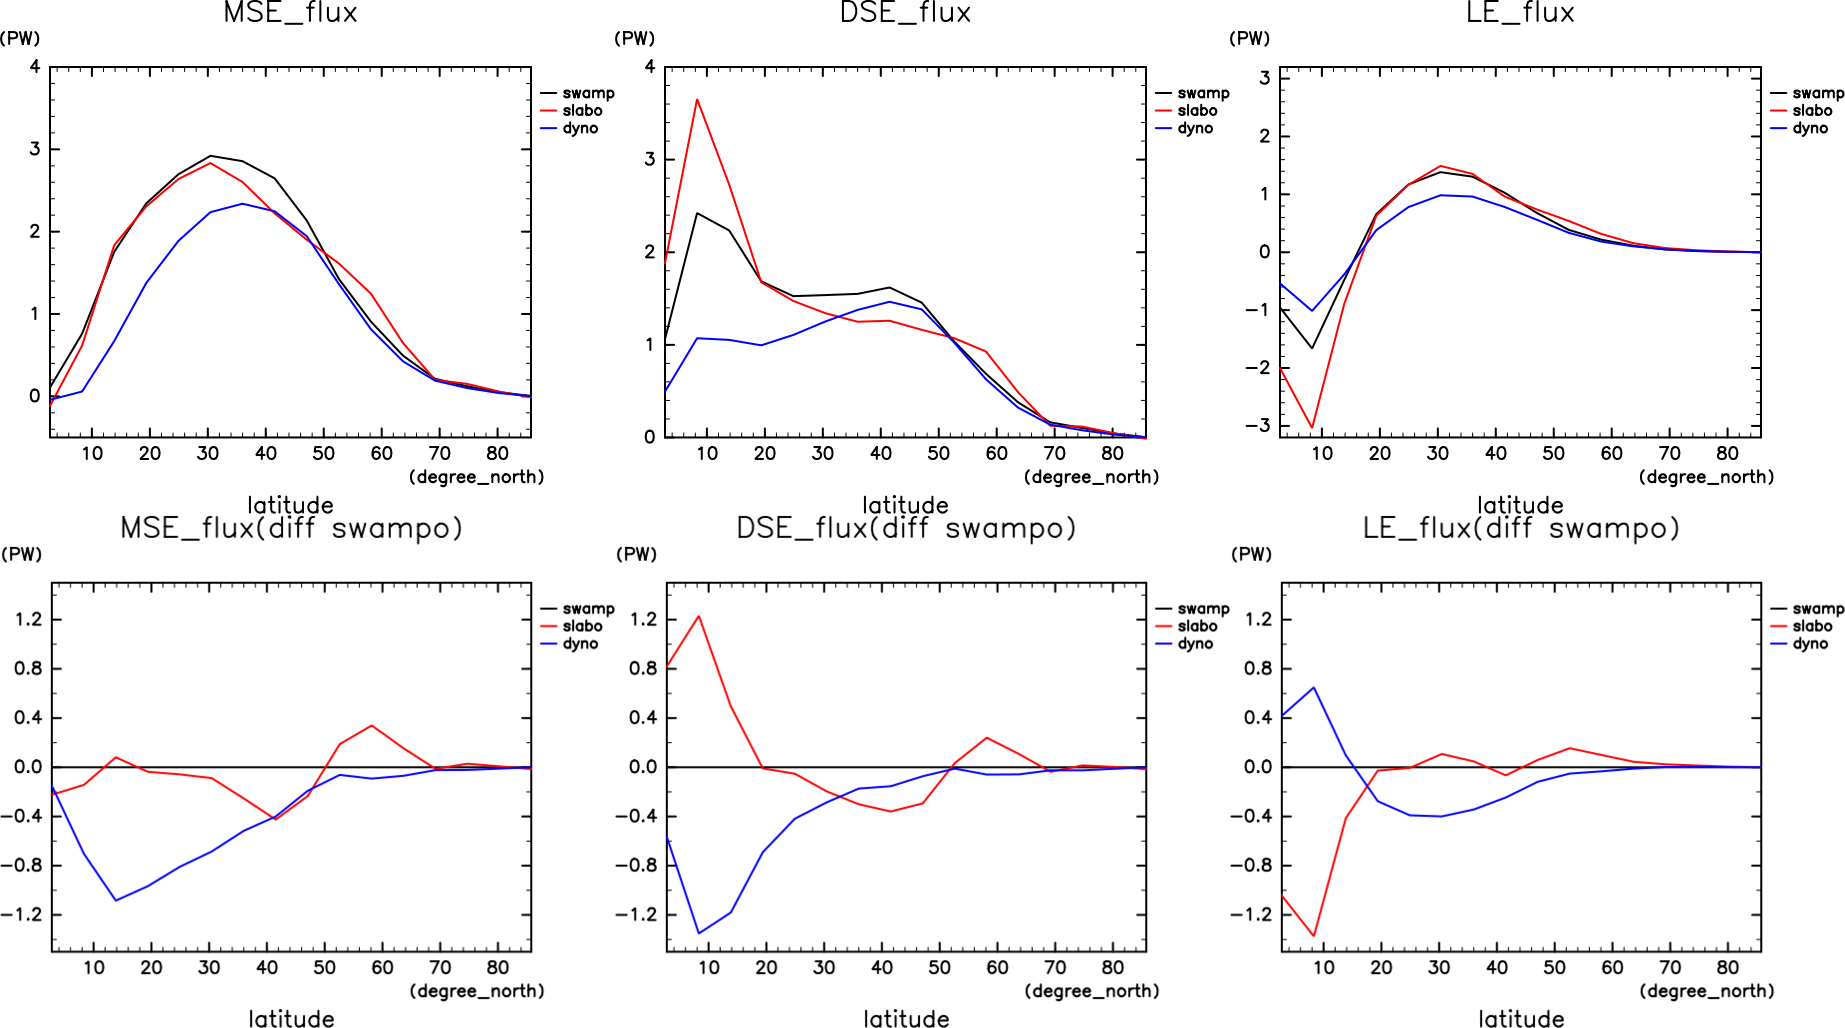 MSE_flux
(PW)
4
3
2
1
0
10 20 30 40 50 60 70 80
(degree_north)
latitude
swamp
slabo
dyno
DSE_flux
(PW)
4
3
2
1
0
10 20 30 40 50 60 70 80
(degree_north)
latitude
swamp
slabo
dyno
LE_flux
(PW)
3
2
1
0
−1
−2
−3
10 20 30 40 50 60 70 80
(degree_north)
latitude
swamp
slabo
dyno
MSE_flux(diff swampo)
(PW)
1.2
0.8
0.4
0.0
−0.4
−0.8
−1.2
10 20 30 40 50 60 70 80
(degree_north)
latitude
swamp
slabo
dyno
DSE_flux(diff swampo)
(PW)
1.2
0.8
0.4
0.0
−0.4
−0.8
−1.2
10 20 30 40 50 60 70 80
(degree_north)
latitude
swamp
slabo
dyno
LE_flux(diff swampo)
(PW)
1.2
0.8
0.4
0.0
−0.4
−0.8
−1.2
10 20 30 40 50 60 70 80
(degree_north)
latitude
swamp
slabo
dyno